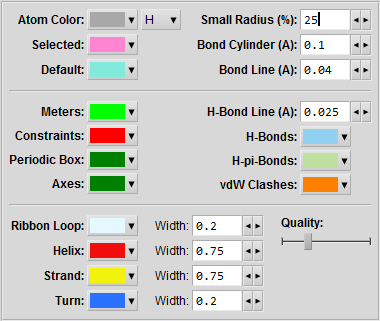 Atom Color: H Small Radius (%): 25
Selected: Bond Cylinder (A): 0.1
Default: Bond Line (A): 0.04
Meters: H-Bond Line (A): 0.025
Constraints: H-Bonds:
Periodic Box: H-pi-Bonds:
Axes: vdW Clashes:
Ribbon Loop: Width: 0.2 Quality:
Helix: Width: 0.75
Strand: Width: 0.75
Turn: Width: 0.2